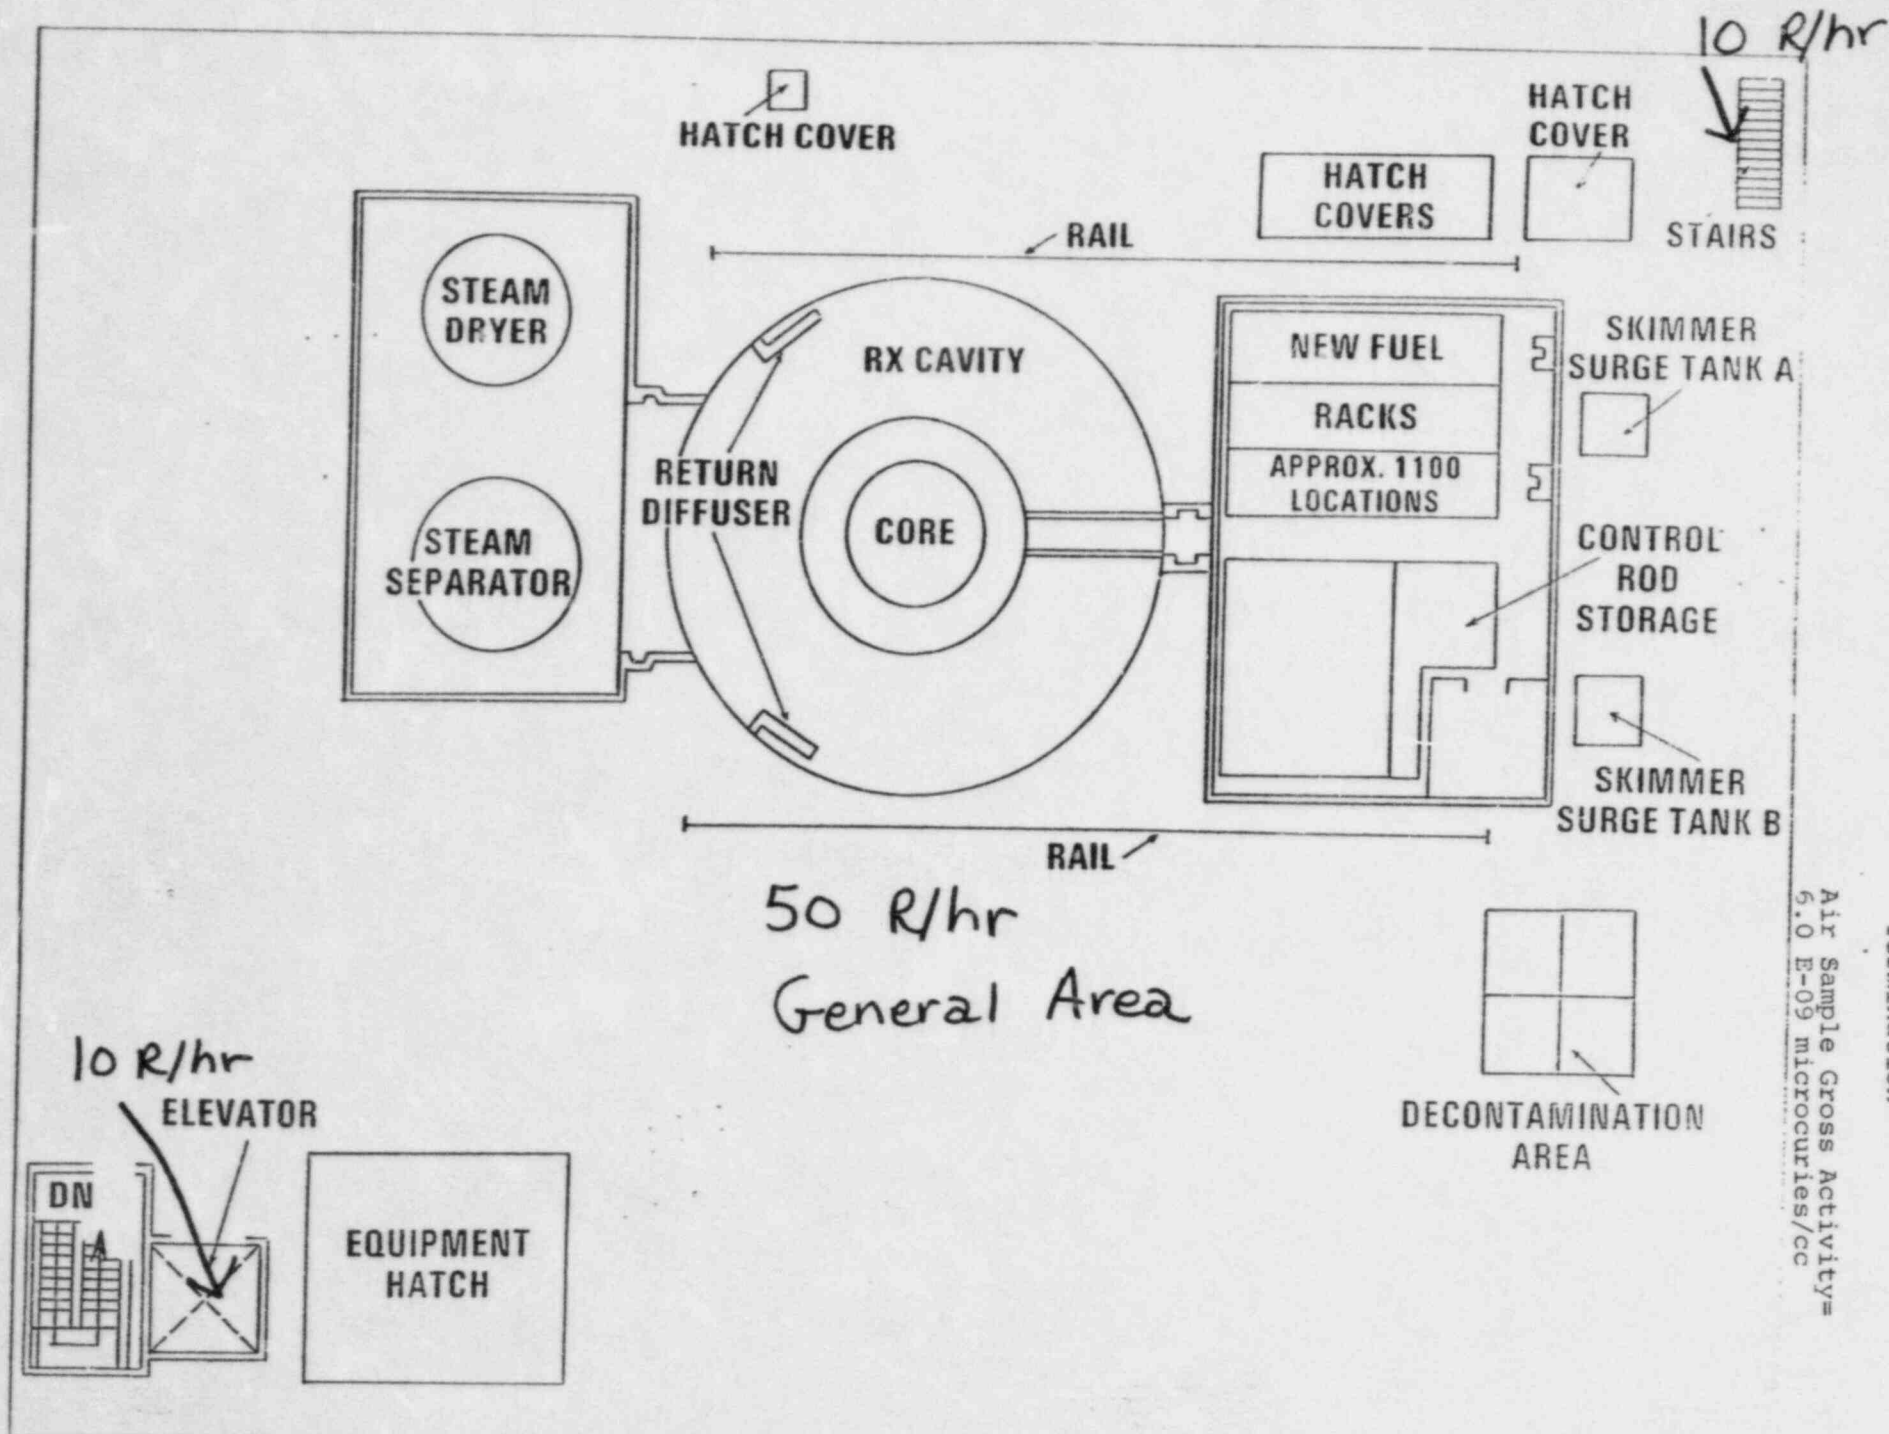 10 R/hr
HATCH COVER
HATCH
COVER
HATCH
COVERS
STAIRS
RAIL
STEAM
DRYER
RX CAVITY
NEW FUEL
RACKS
APPROX. 1100
LOCATIONS
SKIMMER
SURGE TANK A
RETURN
DIFFUSER
CORE
STEAM
SEPARATOR
CONTROL
ROD
STORAGE
SKIMMER
SURGE TANK B
RAIL
50 R/hr
General Area
Air Sample Gross Activity=
6.0 E-09 microcuries/cc
10 R/hr
ELEVATOR
DN
EQUIPMENT
HATCH
DECONTAMINATION
AREA